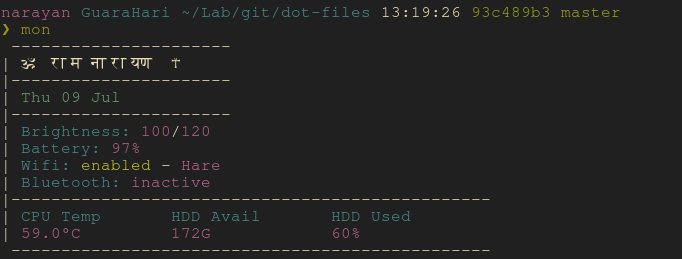 narayan GuaraHari ~/Lab/git/dot-files 13:19:26 93c489b3 master
❯ mon
----------------------
| ॐ राम नारायण †
|----------------------
| Thu 09 Jul
|----------------------
| Brightness: 100/120
| Battery: 97%
| Wifi: enabled - Hare
| Bluetooth: inactive
|------------------------------------------------
| CPU Temp HDD Avail HDD Used
| 59.0°C 172G 60%
------------------------------------------------